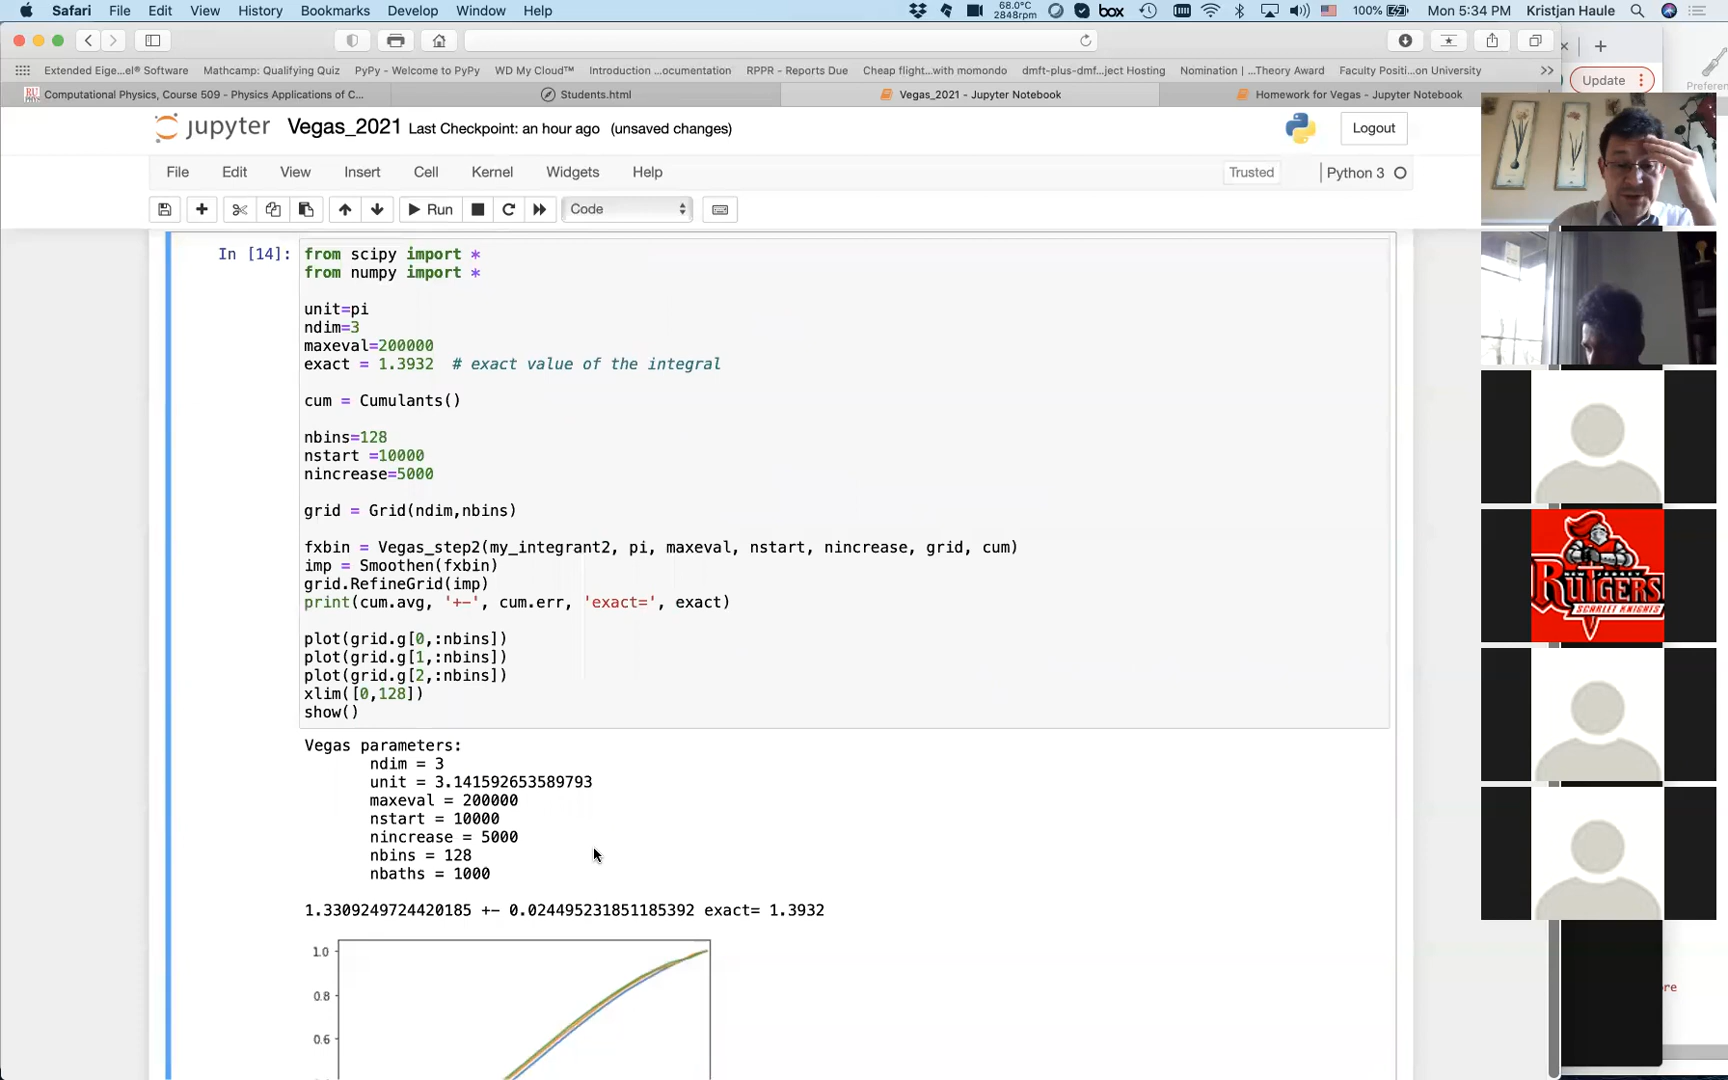 Safari File Edit View History Bookmarks Develop Window Help
box 68.0°C 2848rpm 100% Mon 5:34 PM Kristjan Haule
Extended Eige...el® Software Mathcamp: Qualifying Quiz PyPy - Welcome to PyPy WD My Cloud™ Introduction ...ocumentation RPPR - Reports Due Cheap flight...with momondo dmft-plus-dmf...ject Hosting Nomination |...Theory Award Faculty Positi...on University
Update
Preferen
Computational Physics, Course 509 - Physics Applications of C... Students.html Vegas_2021 - Jupyter Notebook Homework for Vegas - Jupyter Notebook
jupyter Vegas_2021 Last Checkpoint: an hour ago (unsaved changes) Logout
File Edit View Insert Cell Kernel Widgets Help Trusted Python 3
Run Code
In [14]: from scipy import *
from numpy import *
unit=pi
ndim=3
maxeval=200000
exact = 1.3932 # exact value of the integral
cum = Cumulants()
nbins=128
nstart =10000
nincrease=5000
grid = Grid(ndim,nbins)
fxbin = Vegas_step2(my_integrant2, pi, maxeval, nstart, nincrease, grid, cum)
imp = Smoothen(fxbin)
grid.RefineGrid(imp)
print(cum.avg, '+-', cum.err, 'exact=', exact)
plot(grid.g[0,:nbins])
plot(grid.g[1,:nbins])
plot(grid.g[2,:nbins])
xlim([0,128])
show()
Vegas parameters:
ndim = 3
unit = 3.141592653589793
maxeval = 200000
nstart = 10000
nincrease = 5000
nbins = 128
nbaths = 1000
1.3309249724420185 +- 0.024495231851185392 exact= 1.3932
1.0
0.8
0.6
RU
NEW JERSEY
RUTGERS
SCARLET KNIGHTS
re